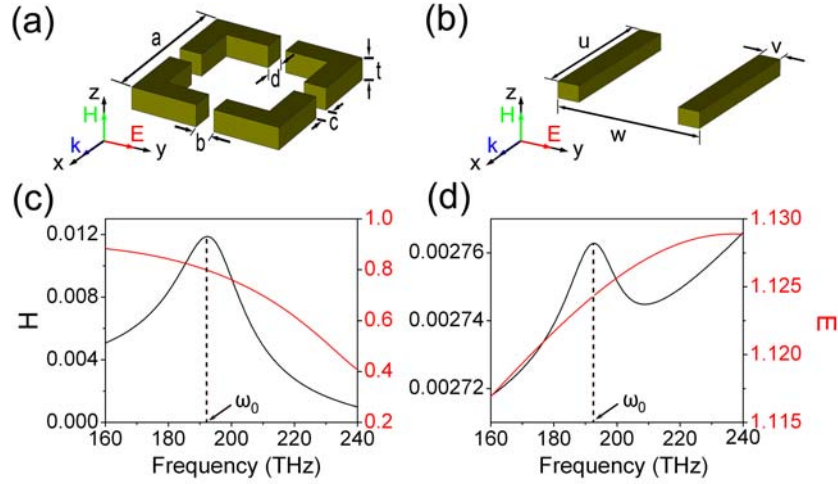 (a)
a
d
t
c
b
z
H
E
k
x
y
(b)
u
v
w
z
H
E
k
x
y
(c)
0.012
0.008
0.004
0.000
H
1.0
0.8
0.6
0.4
0.2
ω0
160 180 200 220 240
Frequency (THz)
(d)
0.00276
0.00274
0.00272
1.130
1.125
1.120
1.115
E
ω0
160 180 200 220 240
Frequency (THz)